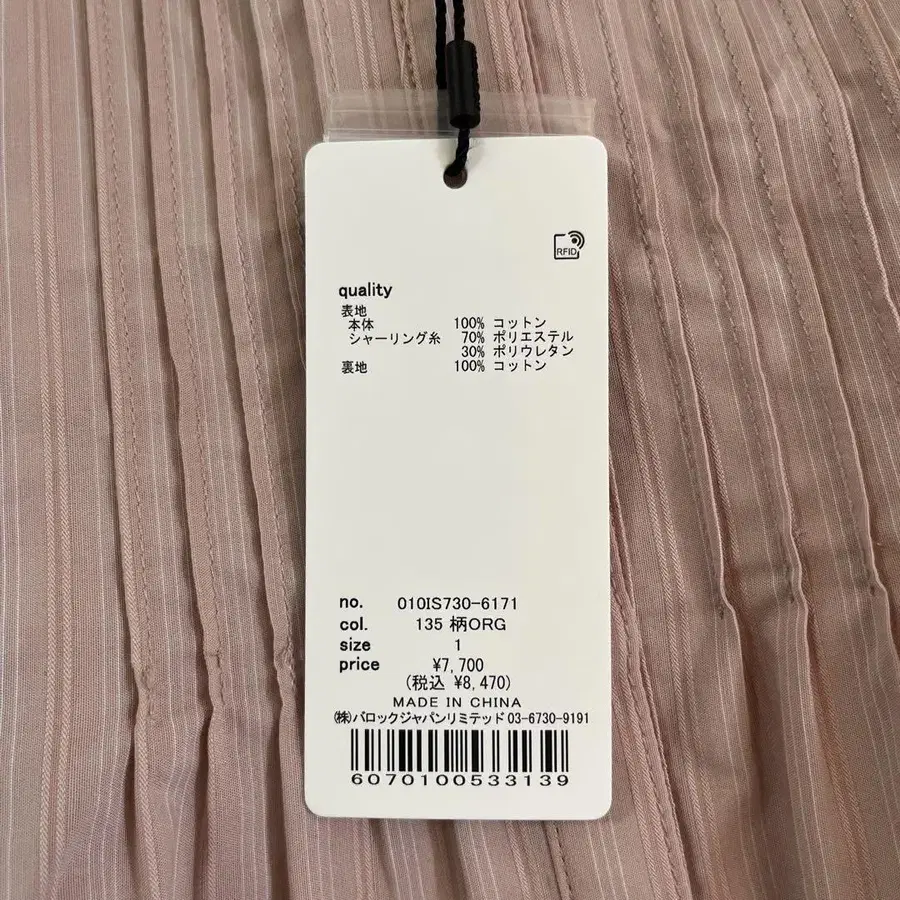 RFID
quality
表地
本体 100% コットン
シャーリング糸 70% ポリエステル
30% ポリウレタン
裏地 100% コットン
no. 010IS730-6171
col. 135 柄ORG
size 1
price ¥7,700
(税込 ¥8,470)
MADE IN CHINA
㈱バロックジャパンリミテッド 03-6730-9191
6070100533139